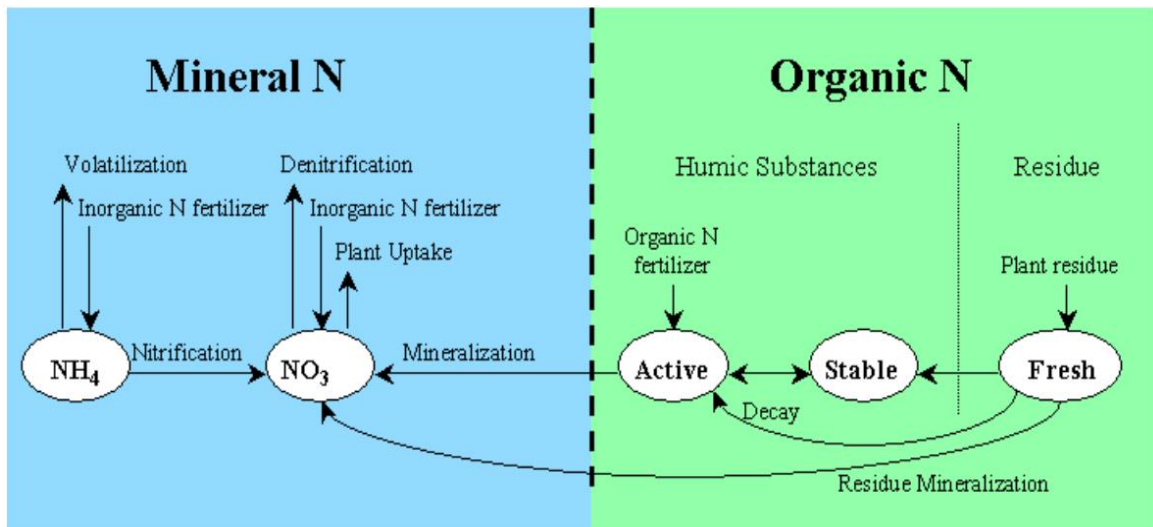 Mineral N
Organic N
Volatilization
Denitrification
Humic Substances
Residue
Inorganic N fertilizer
Inorganic N fertilizer
Plant Uptake
Organic N
fertilizer
Plant residue
NH4
Nitrification
NO3
Mineralization
Active
Stable
Fresh
Decay
Residue Mineralization